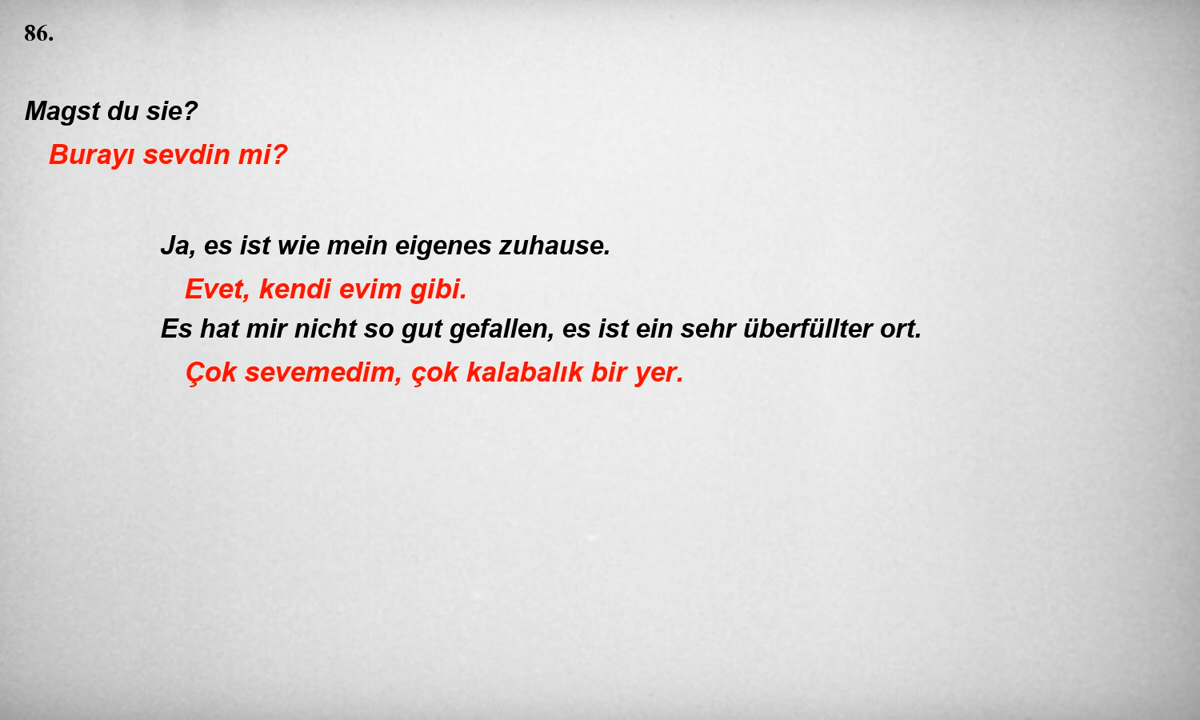 86.
Magst du sie?
Burayı sevdin mi?
Ja, es ist wie mein eigenes zuhause.
Evet, kendi evim gibi.
Es hat mir nicht so gut gefallen, es ist ein sehr überfüllter ort.
Çok sevemedim, çok kalabalık bir yer.